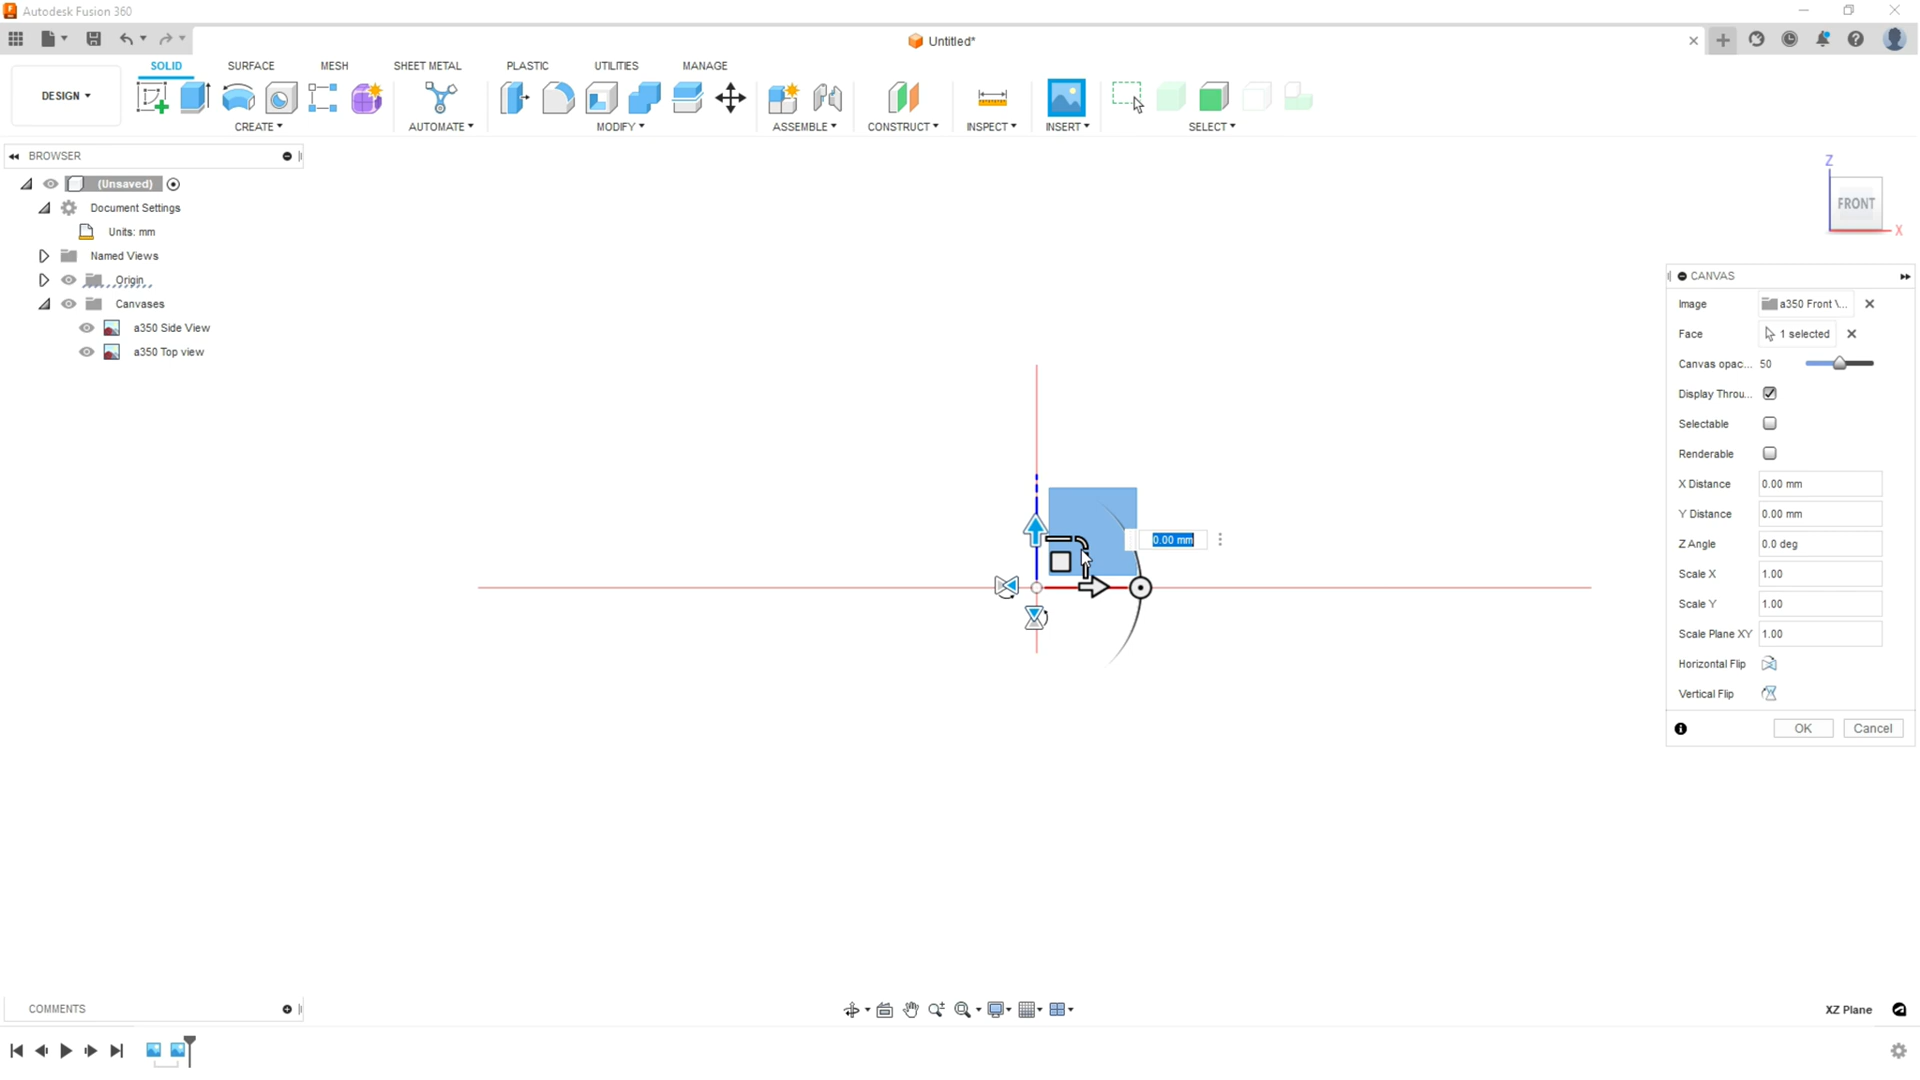 Autodesk Fusion 360
Untitled*
SOLID SURFACE MESH SHEET METAL PLASTIC UTILITIES MANAGE
DESIGN
CREATE AUTOMATE MODIFY ASSEMBLE CONSTRUCT INSPECT INSERT SELECT
BROWSER
(Unsaved)
Document Settings
Units: mm
Named Views
Origin
Canvases
a350 Side View
a350 Top view
Z
FRONT
X
0.00 mm
CANVAS
Image a350 Front \...
Face 1 selected
Canvas opac... 50
Display Throu...
Selectable
Renderable
X Distance 0.00 mm
Y Distance 0.00 mm
Z Angle 0.0 deg
Scale X 1.00
Scale Y 1.00
Scale Plane XY 1.00
Horizontal Flip
Vertical Flip
OK Cancel
COMMENTS
XZ Plane